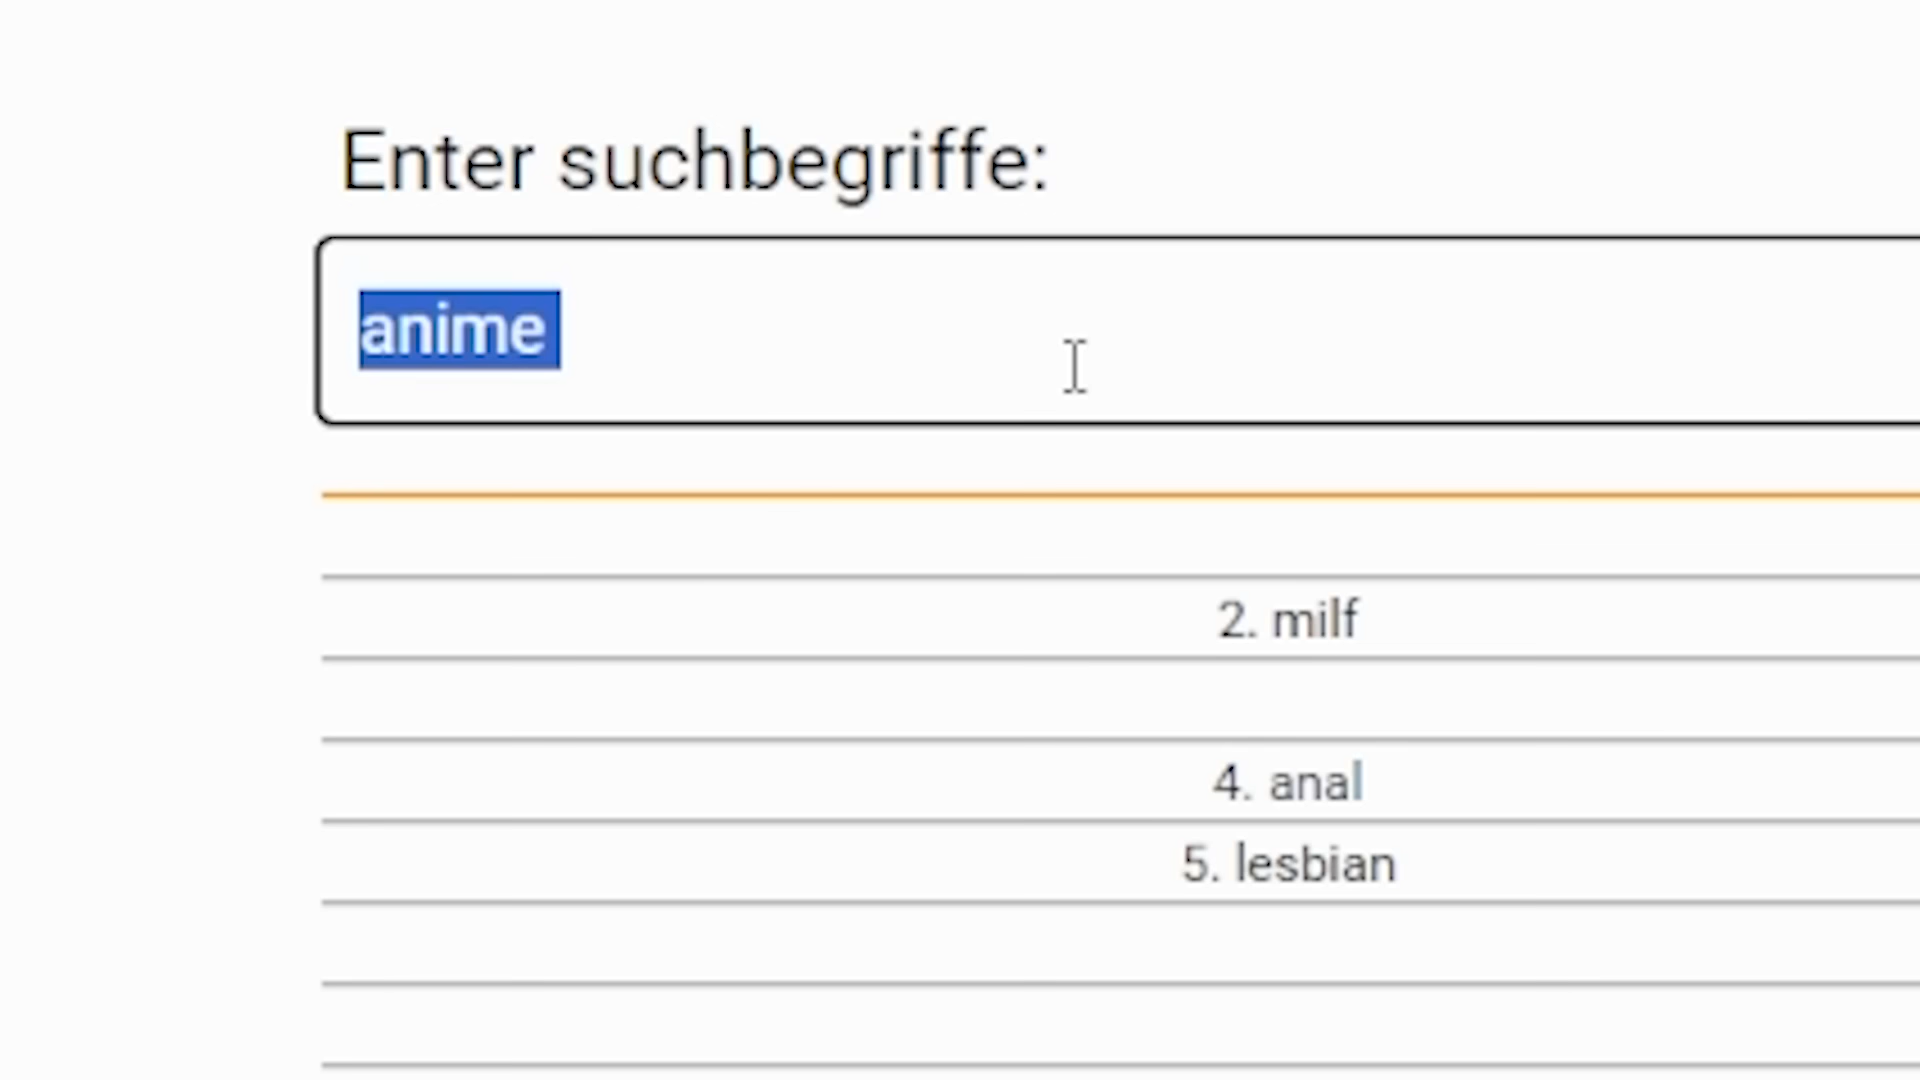 Enter suchbegriffe:
anime
2. milf
4. anal
5. lesbian